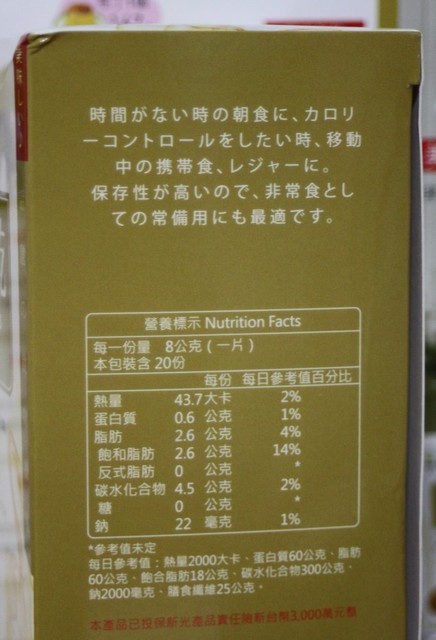 時間がない時の朝食に、カロリ
ーコントロールをしたい時、移動
中の携帯食、レジャーに。
保存性が高いので、非常食とし
ての常備用にも最適です。
營養標示 Nutrition Facts
每一份量 8公克(一片)
本包裝含 20份
每份 每日參考值百分比
熱量 43.7大卡 2%
蛋白質 0.6 公克 1%
脂肪 2.6 公克 4%
飽和脂肪 2.6 公克 14%
反式脂肪 0 公克 *
碳水化合物 4.5 公克 2%
糖 0 公克 *
鈉 22 毫克 1%
*參考值未定
每日參考值：熱量2000大卡、蛋白質60公克、脂肪
60公克、飽合脂肪18公克、碳水化合物300公克、
鈉2000毫克、膳食纖維25公克。
本產品已投保新光產品責任險新台幣3,000萬元整